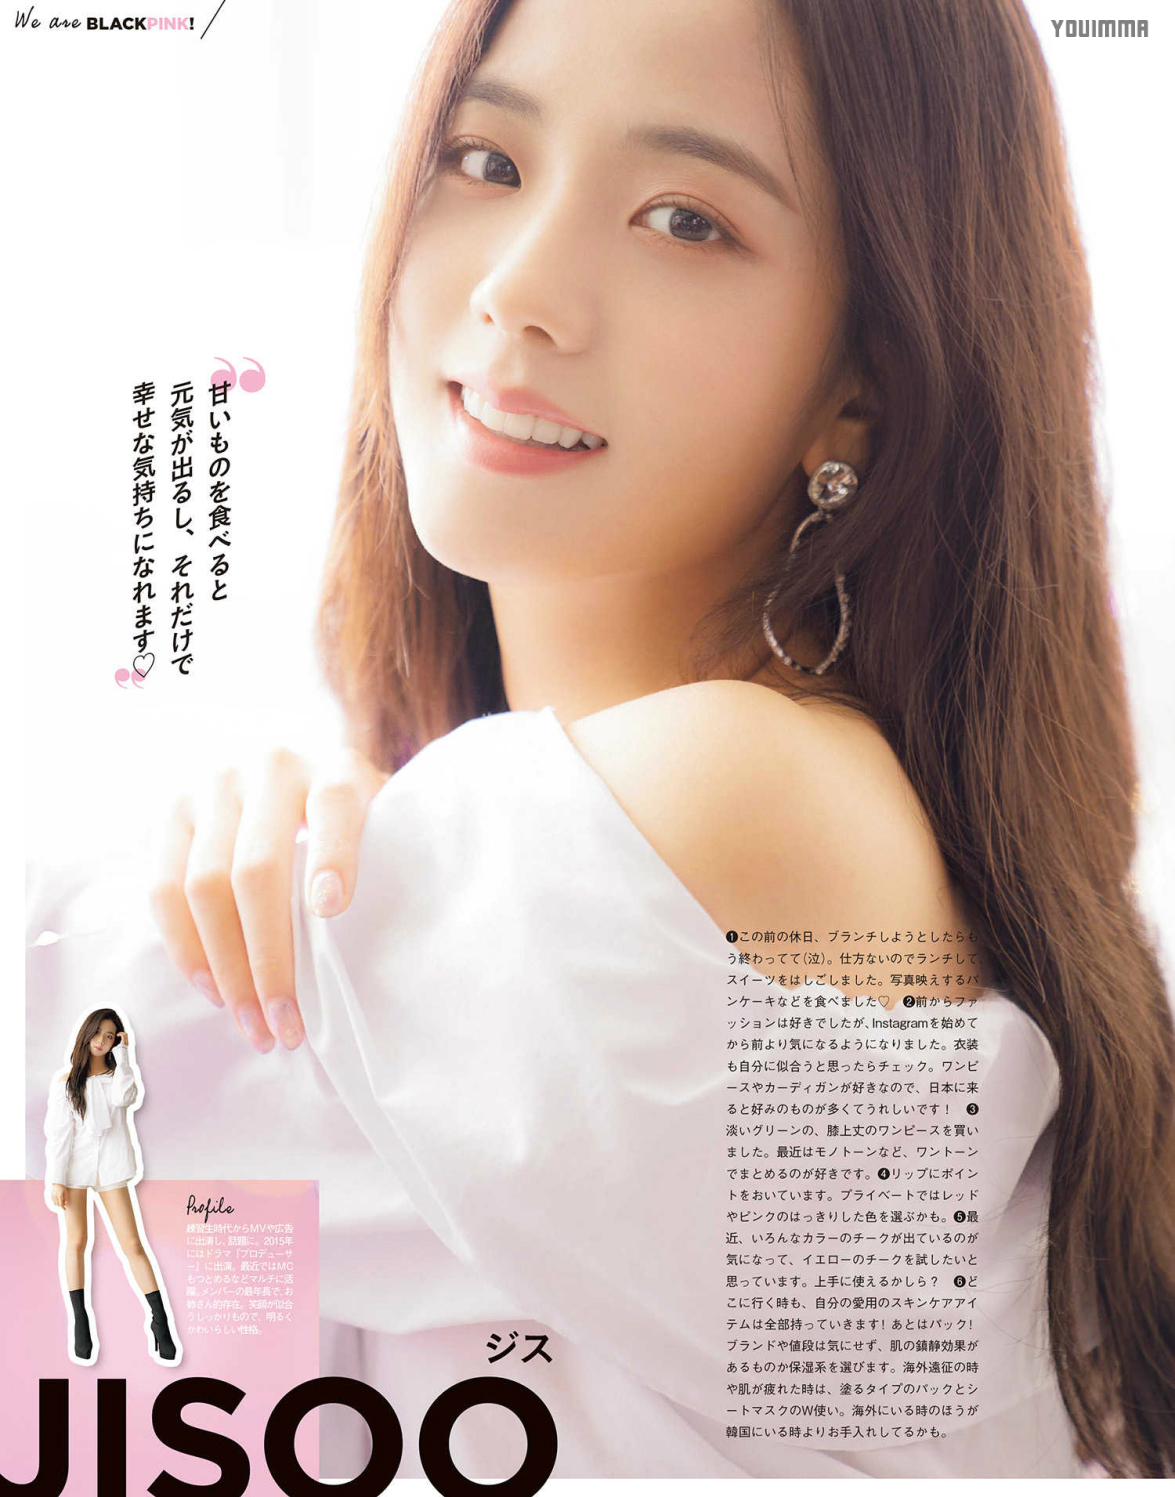 We are BLACKPINK!
YOUIMMA
甘いものを食べると
元気が出るし、それだけで
幸せな気持ちになれます♡
❶この前の休日、ブランチしようとしたらも
う終わってて(泣)。仕方ないのでランチして、
スイーツをはしごしました。写真映えするパ
ンケーキなどを食べました♡　❷前からファ
ッションは好きでしたが、Instagramを始めて
から前より気になるようになりました。衣装
も自分に似合うと思ったらチェック。ワンピ
ースやカーディガンが好きなので、日本に来
ると好みのものが多くてうれしいです！　❸
淡いグリーンの、膝上丈のワンピースを買い
ました。最近はモノトーンなど、ワントーン
でまとめるのが好きです。❹リップにポイン
トをおいています。プライベートではレッド
やピンクのはっきりした色を選ぶかも。❺最
近、いろんなカラーのチークが出ているのが
気になって、イエローのチークを試したいと
思っています。上手に使えるかしら？　❻ど
こに行く時も、自分の愛用のスキンケアアイ
テムは全部持っていきます！あとはパック！
ブランドや値段は気にせず、肌の鎮静効果が
あるものか保湿系を選びます。海外遠征の時
や肌が疲れた時は、塗るタイプのパックとシ
ートマスクのW使い。海外にいる時のほうが
韓国にいる時よりお手入れしてるかも。
Profile
練習生時代からMVや広告
に出演し、話題に。2015年
にはドラマ『プロデューサ
ー』に出演。最近ではMC
もつとめるなどマルチに活
躍。メンバーの最年長で、お
姉さん的存在。笑顔が似合
うしっかりもので、明るく
かわいらしい性格。
ジス
JISOO